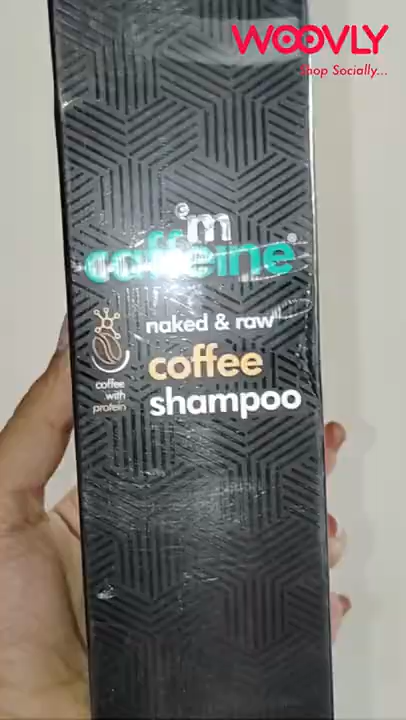 WOOVLY
Shop Socially...
'm
caffeine®
naked & raw
coffee
shampoo
coffee
with
protein